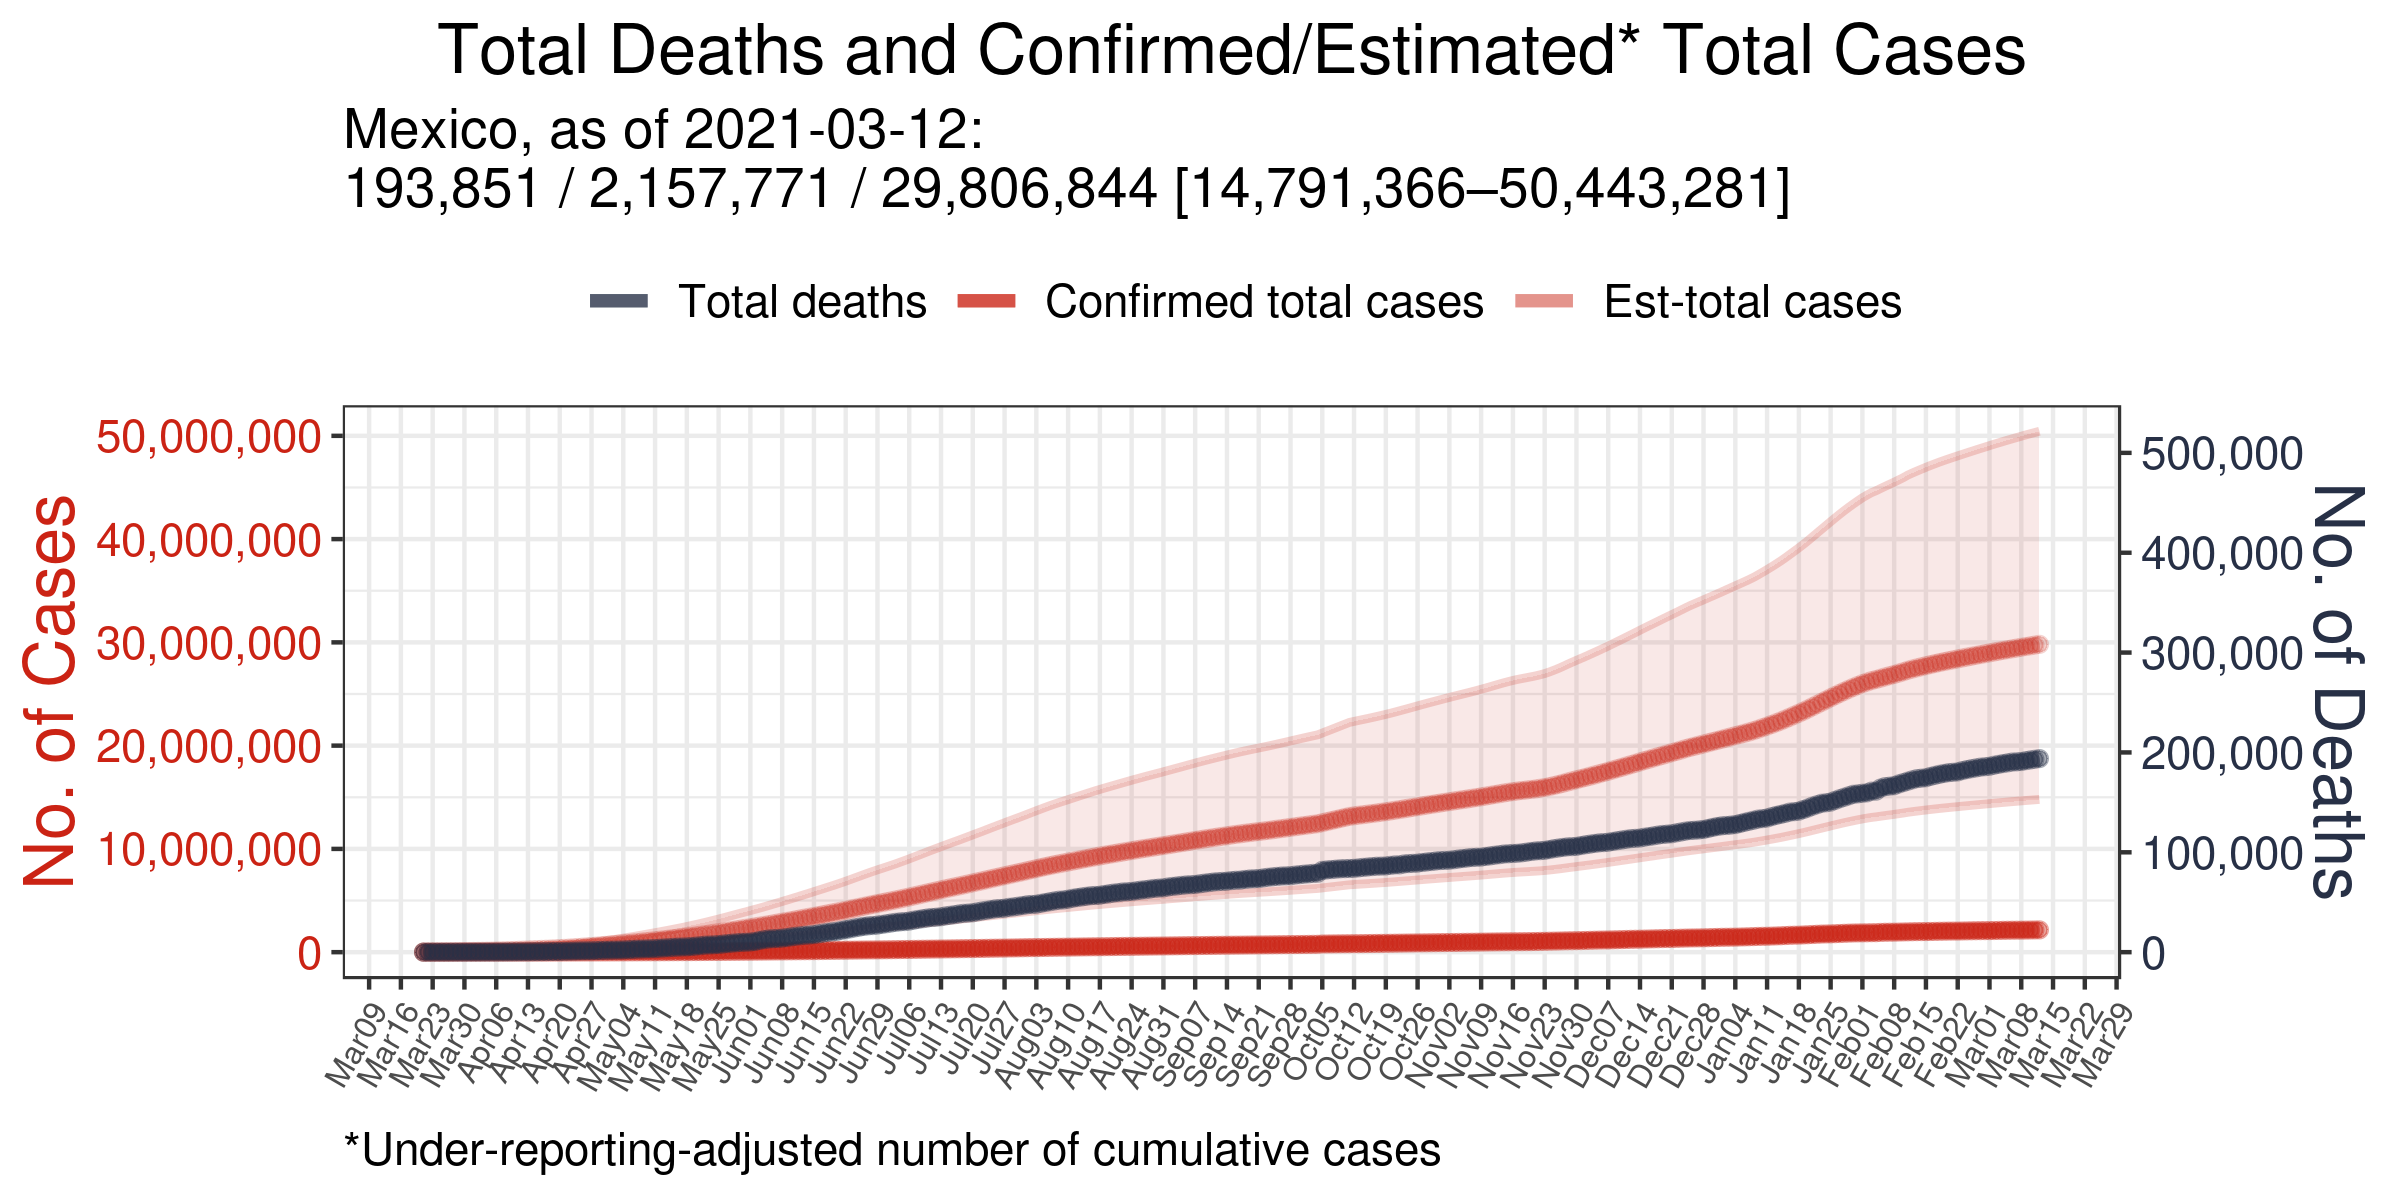 Total Deaths and Confirmed/Estimated* Total Cases
Mexico, as of 2021-03-12:
193,851 / 2,157,771 / 29,806,844 [14,791,366–50,443,281]
Total deaths
Confirmed total cases
Est-total cases
No. of Cases
50,000,000
40,000,000
30,000,000
20,000,000
10,000,000
0
500,000
400,000
300,000
200,000
100,000
0
No. of Deaths
Mar09
Mar16
Mar23
Mar30
Apr06
Apr13
Apr20
Apr27
May04
May11
May18
May25
Jun01
Jun08
Jun15
Jun22
Jun29
Jul06
Jul13
Jul20
Jul27
Aug03
Aug10
Aug17
Aug24
Aug31
Sep07
Sep14
Sep21
Sep28
Oct05
Oct12
Oct19
Oct26
Nov02
Nov09
Nov16
Nov23
Nov30
Dec07
Dec14
Dec21
Dec28
Jan04
Jan11
Jan18
Jan25
Feb01
Feb08
Feb15
Feb22
Mar01
Mar08
Mar15
Mar22
Mar29
*Under-reporting-adjusted number of cumulative cases